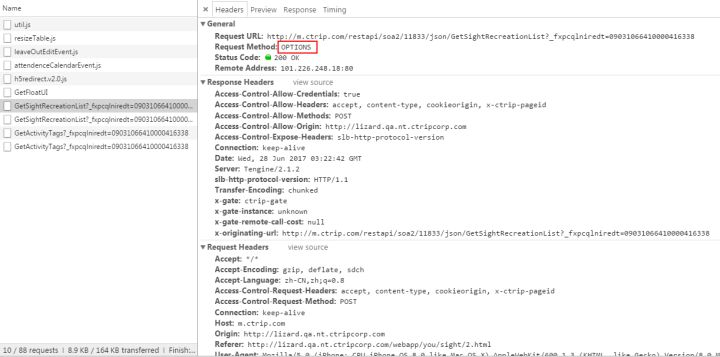 Name
util.js
resizeTable.js
leaveOutEditEvent.js
attendenceCalendarEvent.js
h5redirect.v2.0.js
GetFloatUI
GetSightRecreationList?_fxpcqlniredt=09031066410000...
GetSightRecreationList?_fxpcqlniredt=09031066410000...
GetActivityTags?_fxpcqlniredt=09031066410000416338
GetActivityTags?_fxpcqlniredt=09031066410000416338
10 / 88 requests | 8.9 KB / 164 KB transferred | Finish:...
× Headers Preview Response Timing
▼ General
Request URL: http://m.ctrip.com/restapi/soa2/11833/json/GetSightRecreationList?_fxpcqlniredt=09031066410000416338
Request Method: OPTIONS
Status Code: 200 OK
Remote Address: 101.226.248.18:80
▼ Response Headers view source
Access-Control-Allow-Credentials: true
Access-Control-Allow-Headers: accept, content-type, cookieorigin, x-ctrip-pageid
Access-Control-Allow-Methods: POST
Access-Control-Allow-Origin: http://lizard.qa.nt.ctripcorp.com
Access-Control-Expose-Headers: slb-http-protocol-version
Connection: keep-alive
Date: Wed, 28 Jun 2017 03:22:42 GMT
Server: Tengine/2.1.2
slb-http-protocol-version: HTTP/1.1
Transfer-Encoding: chunked
x-gate: ctrip-gate
x-gate-instance: unknown
x-gate-remote-call-cost: null
x-originating-url: http://m.ctrip.com/restapi/soa2/11833/json/GetSightRecreationList?_fxpcqlniredt=09031066410000416338
▼ Request Headers view source
Accept: */*
Accept-Encoding: gzip, deflate, sdch
Accept-Language: zh-CN,zh;q=0.8
Access-Control-Request-Headers: accept, content-type, cookieorigin, x-ctrip-pageid
Access-Control-Request-Method: POST
Connection: keep-alive
Host: m.ctrip.com
Origin: http://lizard.qa.nt.ctripcorp.com
Referer: http://lizard.qa.nt.ctripcorp.com/webapp/you/sight/2.html
User-Agent: Mozilla/5.0 (iPhone; CPU iPhone OS 8_0 like Mac OS X) AppleWebKit/600.1.3 (KHTML, like Gecko) Version/8.0 M